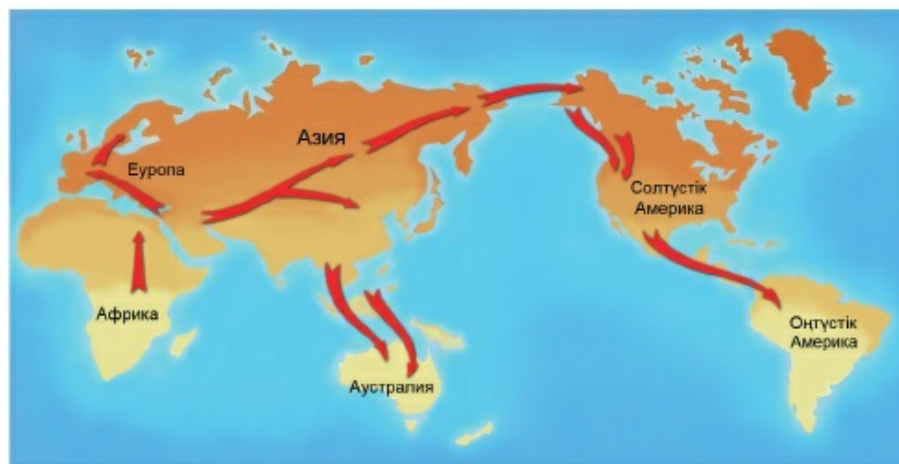 Азия
Еуропа
Солтүстік
Америка
Африка
Оңтүстік
Америка
Аустралия